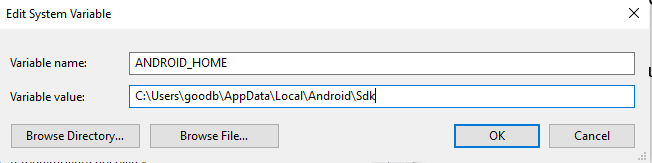 Edit System Variable
Variable name: ANDROID_HOME
Variable value: C:\Users\goodb\AppData\Local\Android\Sdk
Browse Directory... Browse File... OK Cancel